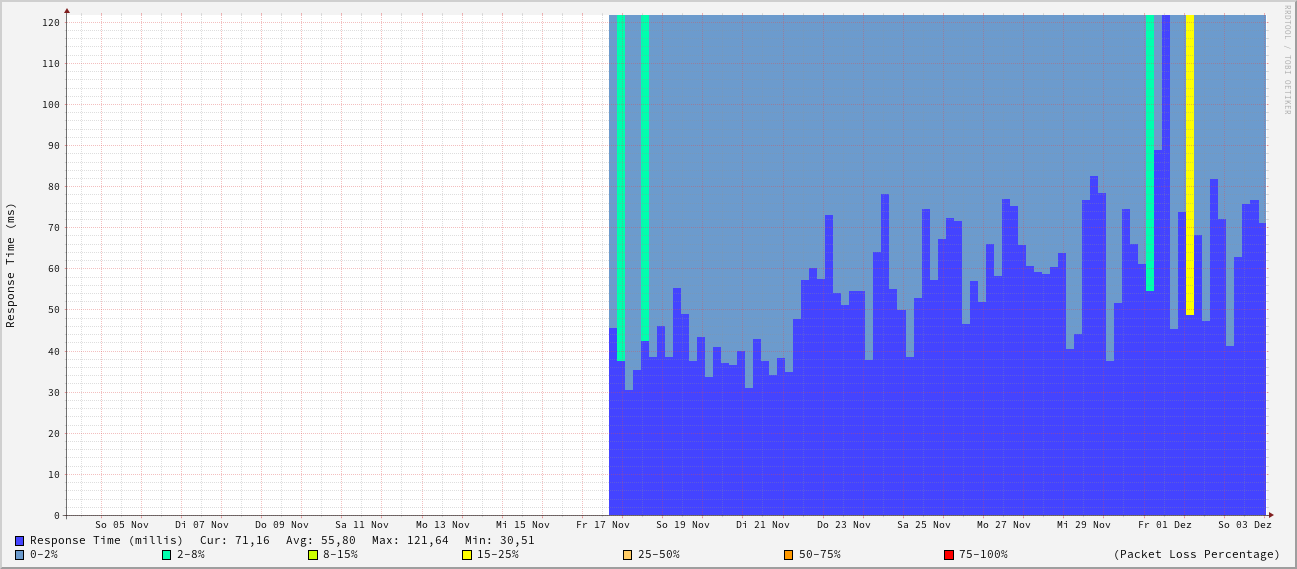 RRDTOOL / TOBI OETIKER
Response Time (ms)
120
110
100
90
80
70
60
50
40
30
20
10
0
So 05 Nov Di 07 Nov Do 09 Nov Sa 11 Nov Mo 13 Nov Mi 15 Nov Fr 17 Nov So 19 Nov Di 21 Nov Do 23 Nov Sa 25 Nov Mo 27 Nov Mi 29 Nov Fr 01 Dez So 03 Dez
Response Time (millis) Cur: 71,16 Avg: 55,80 Max: 121,64 Min: 30,51
0-2% 2-8% 8-15% 15-25% 25-50% 50-75% 75-100% (Packet Loss Percentage)